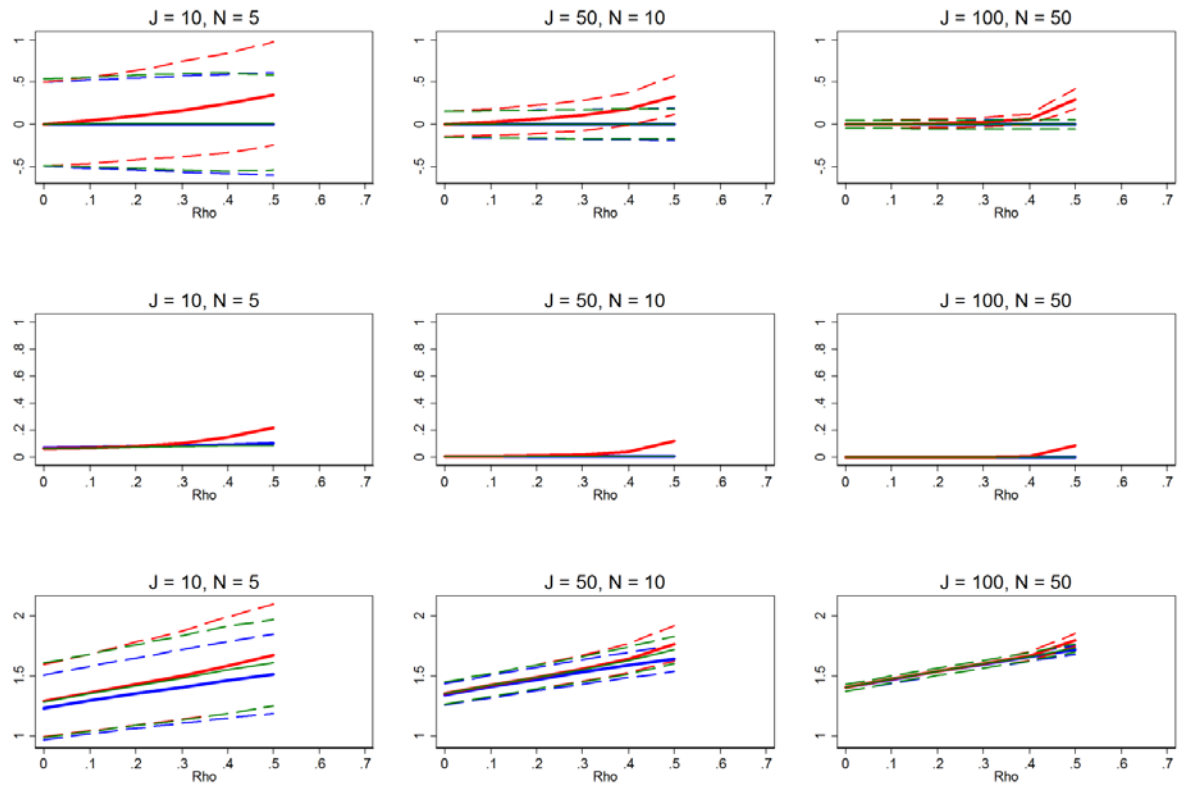 J = 10, N = 5
J = 50, N = 10
J = 100, N = 50
1
.5
0
-.5
0 .1 .2 .3 .4 .5 .6 .7
Rho
1
.5
0
-.5
0 .1 .2 .3 .4 .5 .6 .7
Rho
1
.5
0
-.5
0 .1 .2 .3 .4 .5 .6 .7
Rho
J = 10, N = 5
J = 50, N = 10
J = 100, N = 50
1
.8
.6
.4
.2
0
0 .1 .2 .3 .4 .5 .6 .7
Rho
1
.8
.6
.4
.2
0
0 .1 .2 .3 .4 .5 .6 .7
Rho
1
.8
.6
.4
.2
0
0 .1 .2 .3 .4 .5 .6 .7
Rho
J = 10, N = 5
J = 50, N = 10
J = 100, N = 50
2
1.5
1
0 .1 .2 .3 .4 .5 .6 .7
Rho
2
1.5
1
0 .1 .2 .3 .4 .5 .6 .7
Rho
2
1.5
1
0 .1 .2 .3 .4 .5 .6 .7
Rho